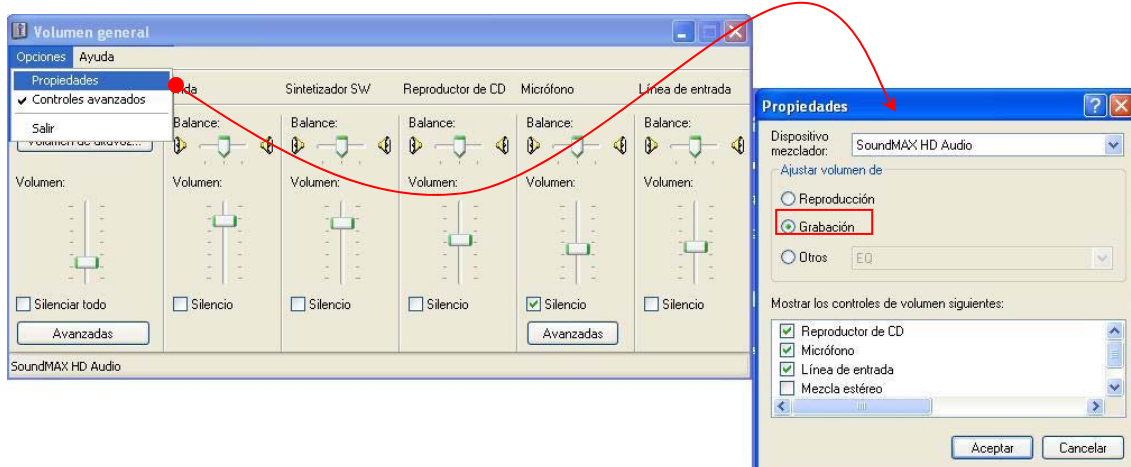 Volumen general
Opciones Ayuda
Propiedades
Controles avanzados
Salir
Sintetizador SW
Reproductor de CD
Micrófono
Línea de entrada
Balance:
Balance:
Balance:
Balance:
Balance:
Volumen:
Volumen:
Volumen:
Volumen:
Volumen:
Volumen:
Silenciar todo
Silencio
Silencio
Silencio
Silencio
Silencio
Avanzadas
Avanzadas
SoundMAX HD Audio
Propiedades
Dispositivo
mezclador:
SoundMAX HD Audio
Ajustar volumen de
Reproducción
Grabación
Otros
EQ
Mostrar los controles de volumen siguientes:
Reproductor de CD
Micrófono
Línea de entrada
Mezcla estéreo
Aceptar
Cancelar